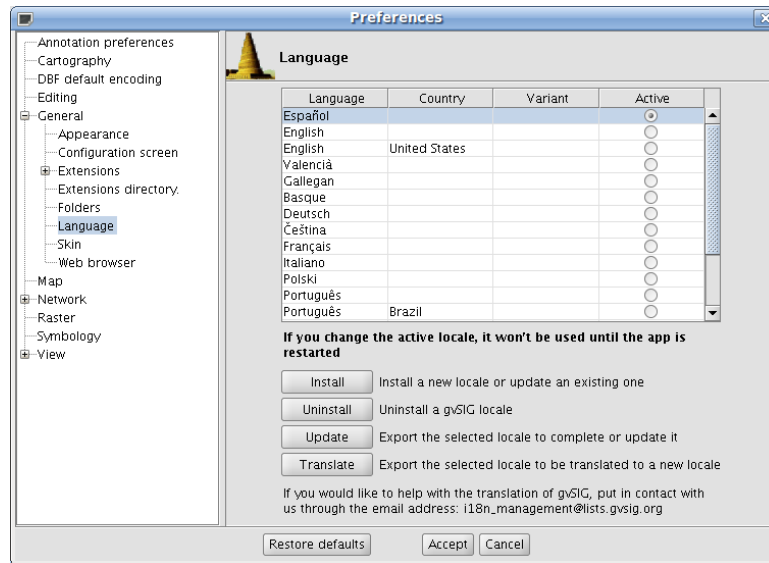 Preferences
Annotation preferences
Cartography
DBF default encoding
Editing
General
Appearance
Configuration screen
Extensions
Extensions directory.
Folders
Language
Skin
Web browser
Map
Network
Raster
Symbology
View
Language
Language Country Variant Active
Español
English
English United States
Valencià
Gallegan
Basque
Deutsch
Čeština
Français
Italiano
Polski
Português
Português Brazil
If you change the active locale, it won't be used until the app is
restarted
Install Install a new locale or update an existing one
Uninstall Uninstall a gvSIG locale
Update Export the selected locale to complete or update it
Translate Export the selected locale to be translated to a new locale
If you would like to help with the translation of gvSIG, put in contact with
us through the email address: i18n_management@lists.gvsig.org
Restore defaults Accept Cancel